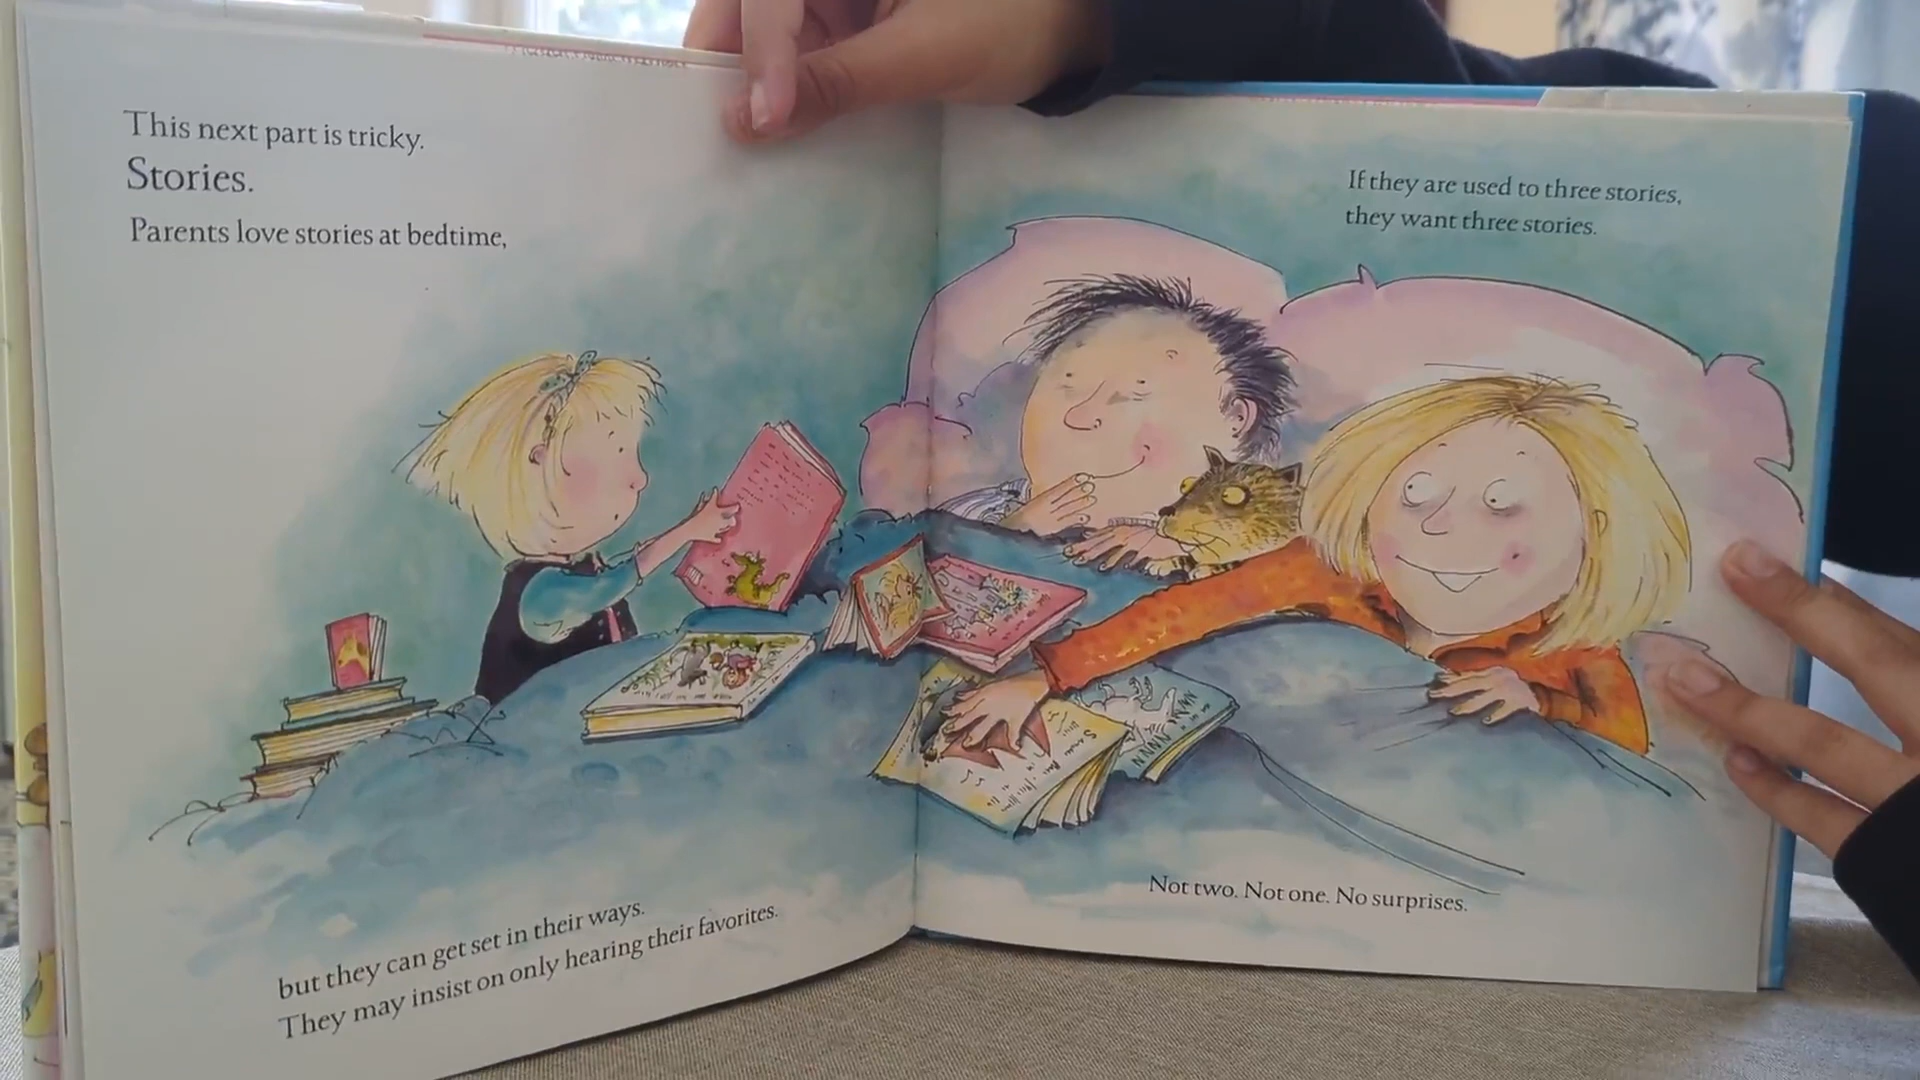 This next part is tricky.
Stories.
Parents love stories at bedtime,
but they can get set in their ways.
They may insist on only hearing their favorites.
If they are used to three stories,
they want three stories.
Not two. Not one. No surprises.